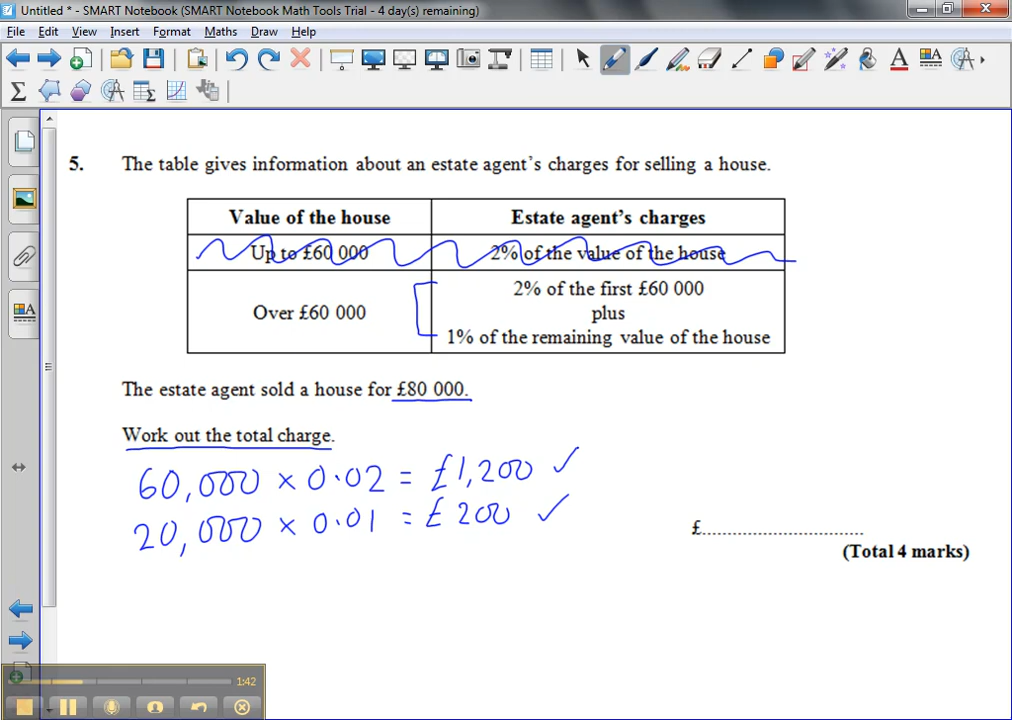 Untitled * - SMART Notebook (SMART Notebook Math Tools Trial - 4 day(s) remaining)
File Edit View Insert Format Maths Draw Help
5. The table gives information about an estate agent's charges for selling a house.
Value of the house Estate agent's charges
Up to £60 000 2% of the value of the house
Over £60 000 2% of the first £60 000
plus
1% of the remaining value of the house
The estate agent sold a house for £80 000.
Work out the total charge.
60,000 × 0·02 = £1,200 ✓
20,000 × 0·01 = £200 ✓
£................................
(Total 4 marks)
1:42